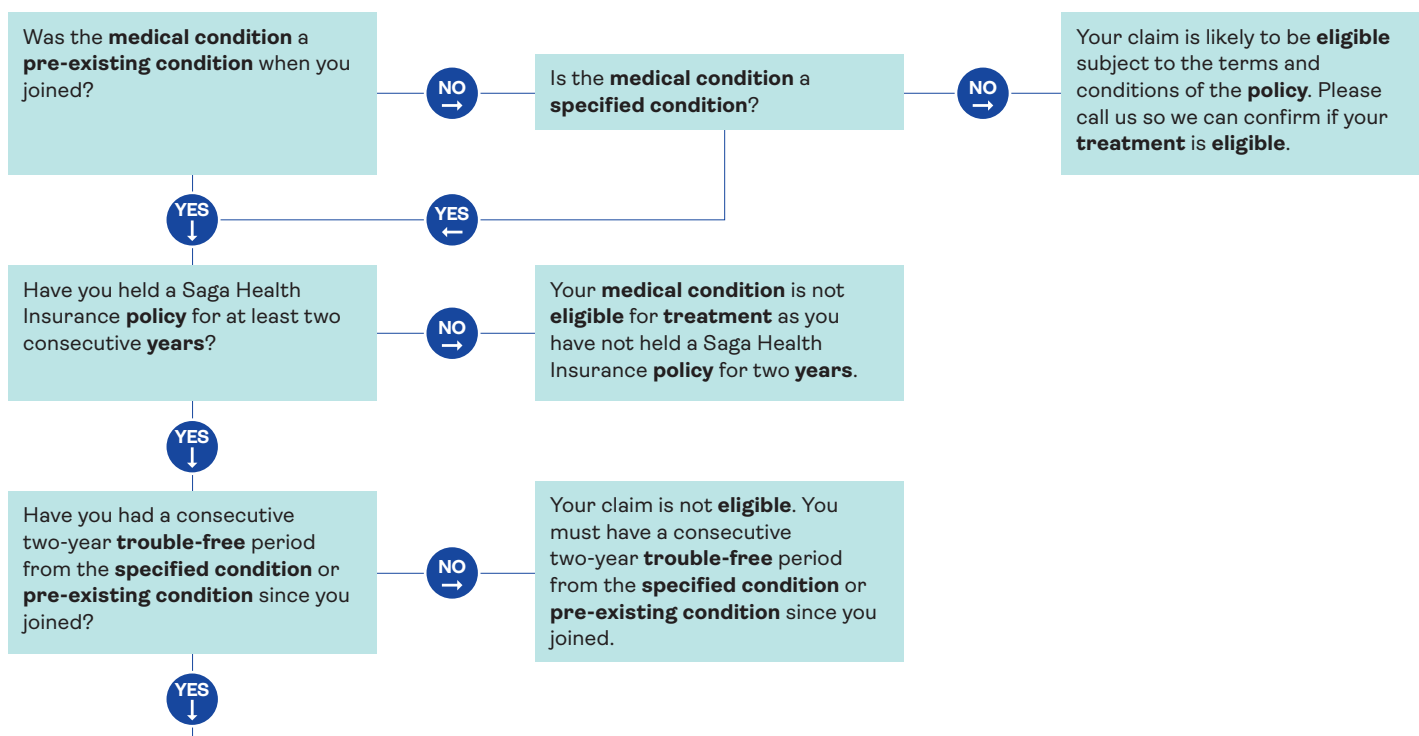 Was the medical condition a
pre-existing condition when you
joined?
NO
→
Is the medical condition a
specified condition?
NO
→
Your claim is likely to be eligible
subject to the terms and
conditions of the policy. Please
call us so we can confirm if your
treatment is eligible.
YES
↓
YES
←
Have you held a Saga Health
Insurance policy for at least two
consecutive years?
NO
→
Your medical condition is not
eligible for treatment as you
have not held a Saga Health
Insurance policy for two years.
YES
↓
Have you had a consecutive
two-year trouble-free period
from the specified condition or
pre-existing condition since you
joined?
NO
→
Your claim is not eligible. You
must have a consecutive
two-year trouble-free period
from the specified condition or
pre-existing condition since you
joined.
YES
↓